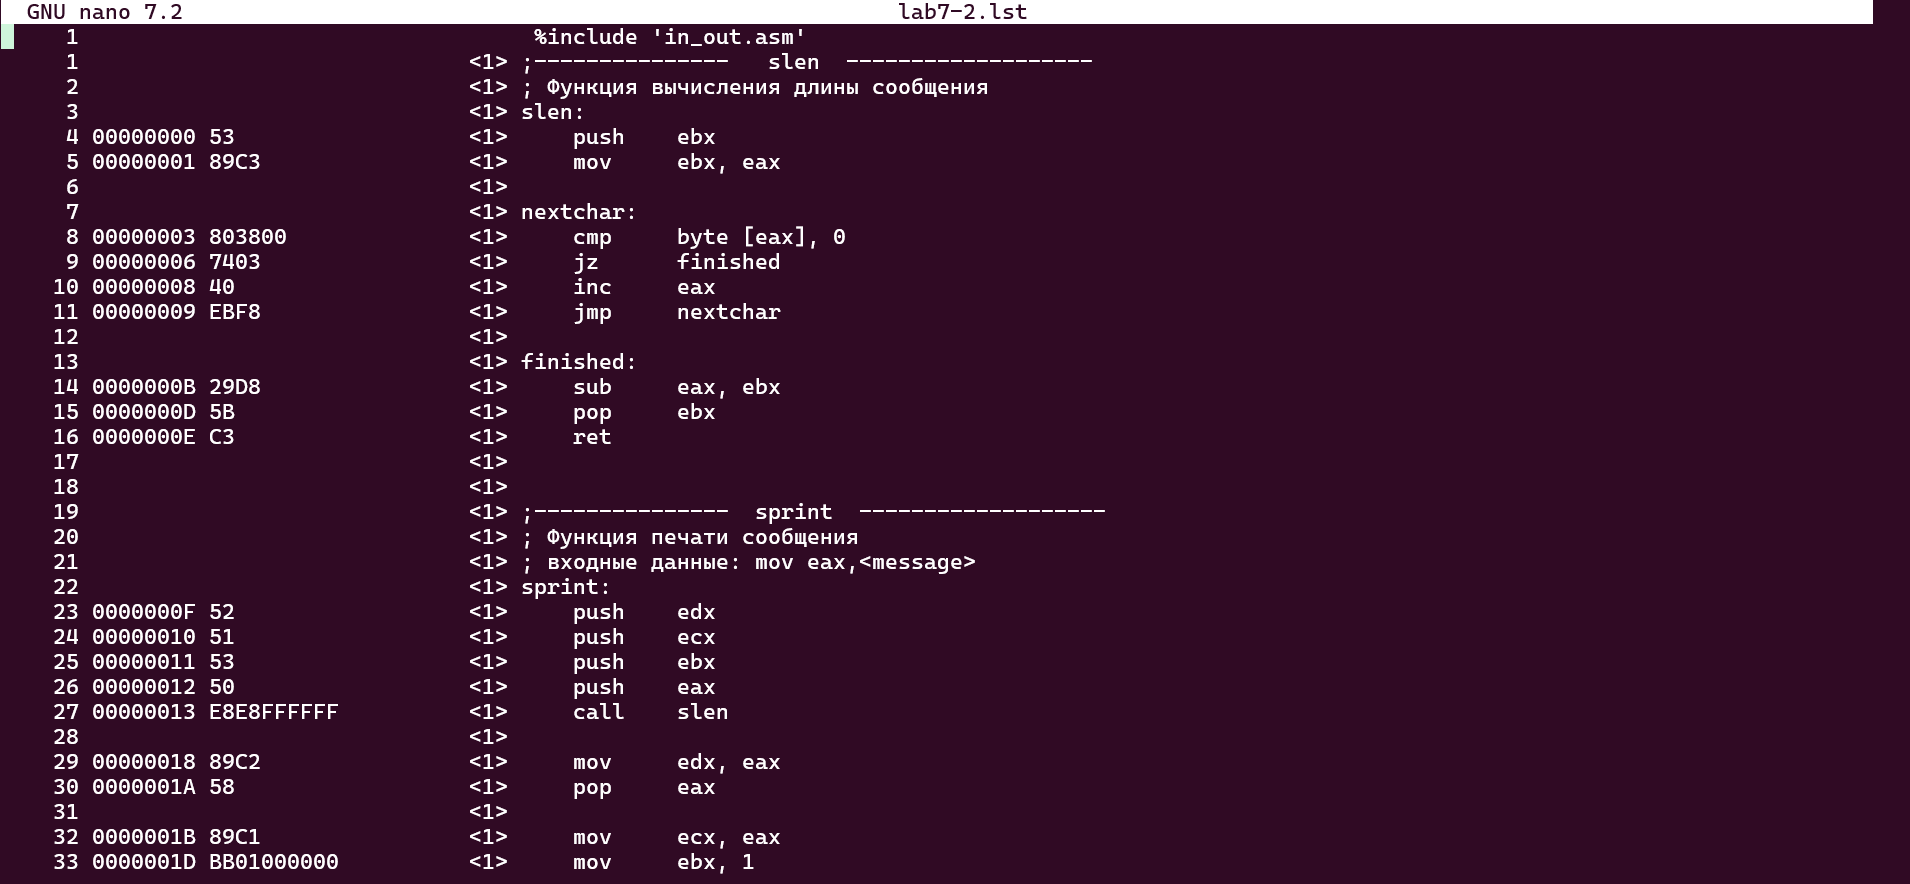 GNU nano 7.2 lab7-2.lst
1 %include 'in_out.asm'
1 <1> ;--------------- slen -------------------
2 <1> ; Функция вычисления длины сообщения
3 <1> slen:
4 00000000 53 <1> push ebx
5 00000001 89C3 <1> mov ebx, eax
6 <1>
7 <1> nextchar:
8 00000003 803800 <1> cmp byte [eax], 0
9 00000006 7403 <1> jz finished
10 00000008 40 <1> inc eax
11 00000009 EBF8 <1> jmp nextchar
12 <1>
13 <1> finished:
14 0000000B 29D8 <1> sub eax, ebx
15 0000000D 5B <1> pop ebx
16 0000000E C3 <1> ret
17 <1>
18 <1>
19 <1> ;--------------- sprint -------------------
20 <1> ; Функция печати сообщения
21 <1> ; входные данные: mov eax,<message>
22 <1> sprint:
23 0000000F 52 <1> push edx
24 00000010 51 <1> push ecx
25 00000011 53 <1> push ebx
26 00000012 50 <1> push eax
27 00000013 E8E8FFFFFF <1> call slen
28 <1>
29 00000018 89C2 <1> mov edx, eax
30 0000001A 58 <1> pop eax
31 <1>
32 0000001B 89C1 <1> mov ecx, eax
33 0000001D BB01000000 <1> mov ebx, 1